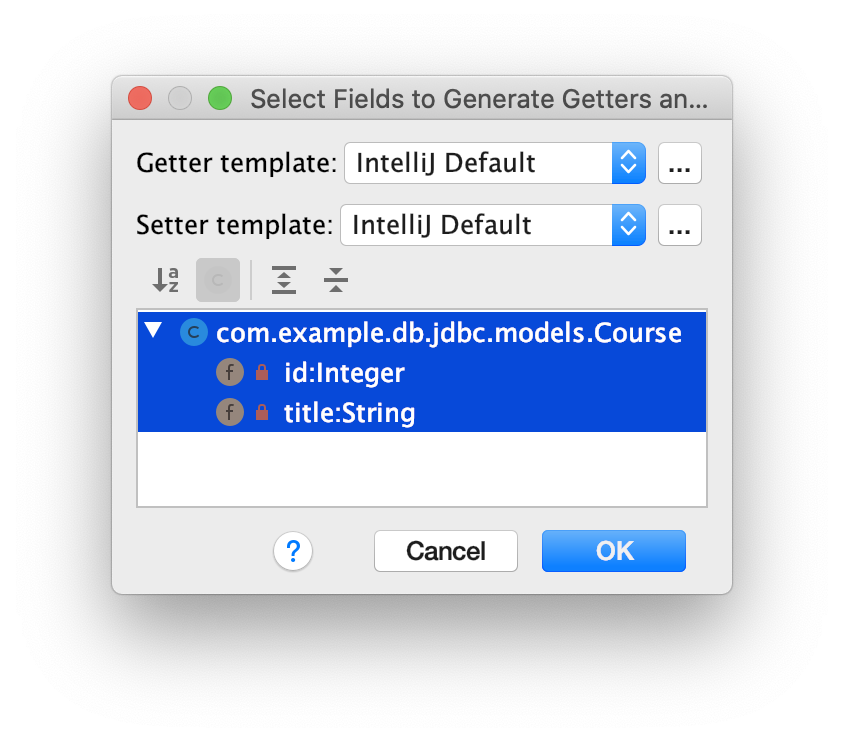 Select Fields to Generate Getters an...
Getter template: IntelliJ Default ...
Setter template: IntelliJ Default ...
a
z
C
C com.example.db.jdbc.models.Course
f id:Integer
f title:String
? Cancel OK